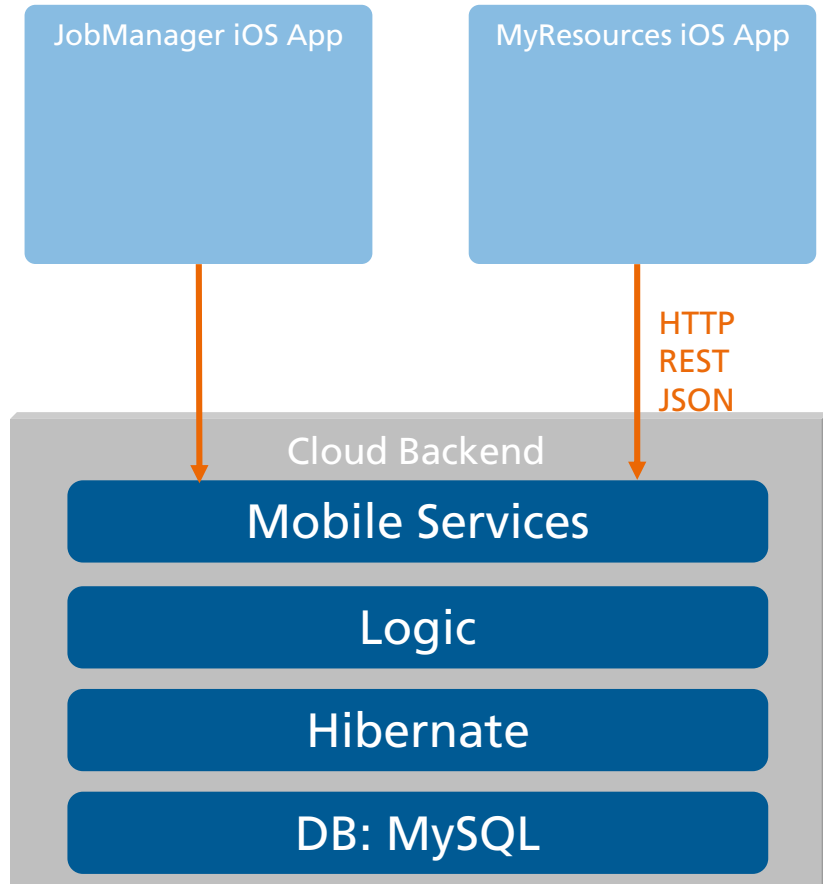 JobManager iOS App
MyResources iOS App
HTTP
REST
JSON
Cloud Backend
Mobile Services
Logic
Hibernate
DB: MySQL